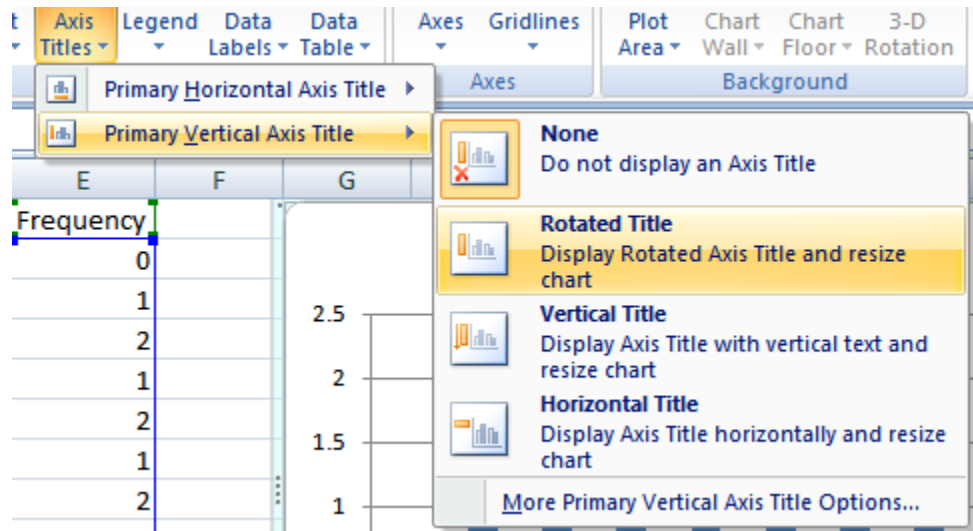 t Axis Legend Data Data Axes Gridlines Plot Chart Chart 3-D
Titles Labels Table Area Wall Floor Rotation
Axes Background
Primary Horizontal Axis Title
Primary Vertical Axis Title
None
Do not display an Axis Title
Rotated Title
Display Rotated Axis Title and resize
chart
Vertical Title
Display Axis Title with vertical text and
resize chart
Horizontal Title
Display Axis Title horizontally and resize
chart
More Primary Vertical Axis Title Options...
E F G
Frequency
0
1
2
1
2
1
2
2.5
2
1.5
1